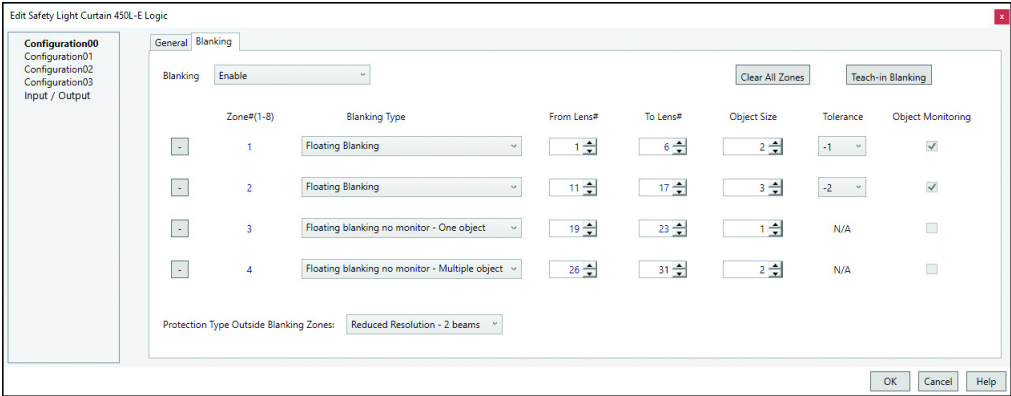 Edit Safety Light Curtain 450L-E Logic x
Configuration00
Configuration01
Configuration02
Configuration03
Input / Output
General Blanking
Blanking Enable Clear All Zones Teach-in Blanking
Zone#(1-8) Blanking Type From Lens# To Lens# Object Size Tolerance Object Monitoring
- 1 Floating Blanking 1 6 2 -1
- 2 Floating Blanking 11 17 3 -2
- 3 Floating blanking no monitor - One object 19 23 1 N/A
- 4 Floating blanking no monitor - Multiple object 26 31 2 N/A
Protection Type Outside Blanking Zones: Reduced Resolution - 2 beams
OK Cancel Help